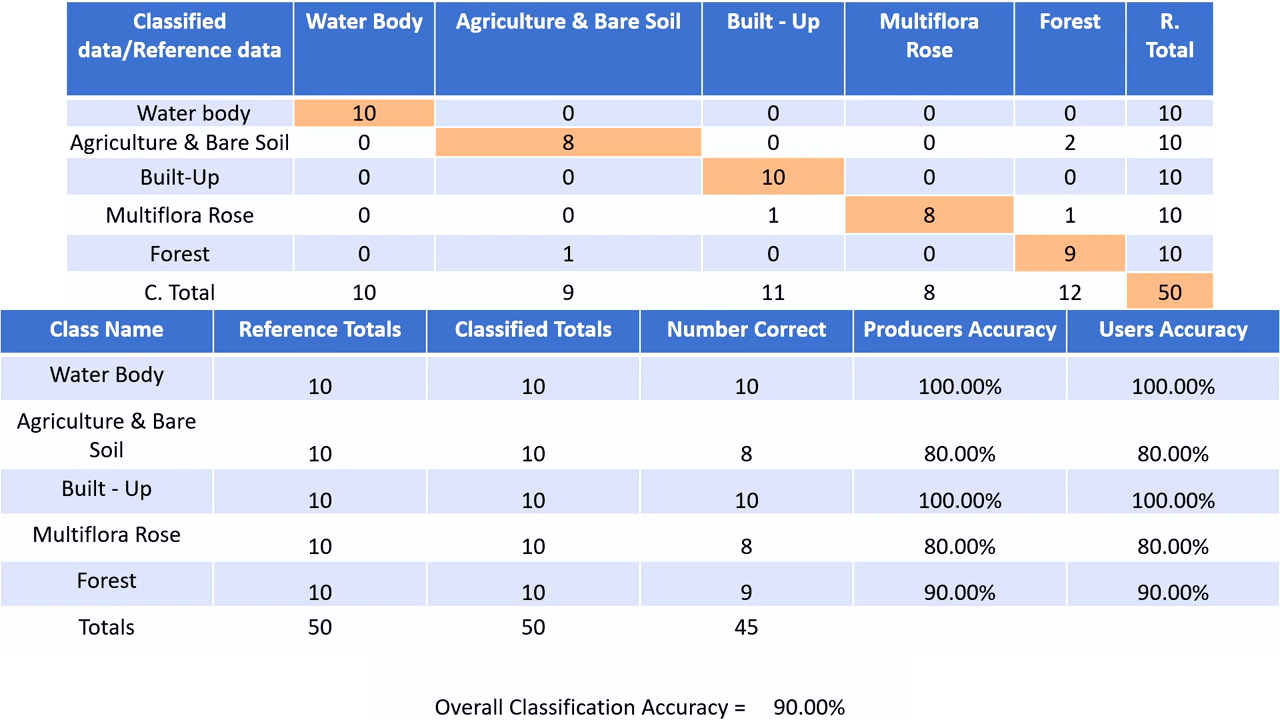 Classified data/Reference data Water Body Agriculture & Bare Soil Built - Up Multiflora Rose Forest R. Total
Water body 10 0 0 0 0 10
Agriculture & Bare Soil 0 8 0 0 2 10
Built-Up 0 0 10 0 0 10
Multiflora Rose 0 0 1 8 1 10
Forest 0 1 0 0 9 10
C. Total 10 9 11 8 12 50
Class Name Reference Totals Classified Totals Number Correct Producers Accuracy Users Accuracy
Water Body 10 10 10 100.00% 100.00%
Agriculture & Bare Soil 10 10 8 80.00% 80.00%
Built - Up 10 10 10 100.00% 100.00%
Multiflora Rose 10 10 8 80.00% 80.00%
Forest 10 10 9 90.00% 90.00%
Totals 50 50 45
Overall Classification Accuracy = 90.00%